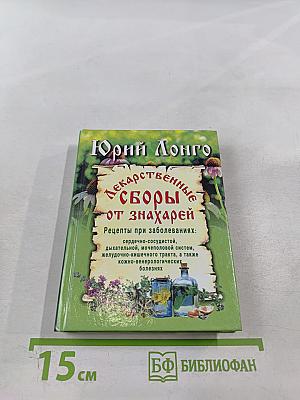 Юрий Лонго
Лекарственные
сборы
от знахарей
Рецепты при заболеваниях:
сердечно-сосудистой,
дыхательной, мочеполовой систем,
желудочно-кишечного тракта, а также
кожно-венерологических
болезнях
15 см
БФ БИБЛИОФАН